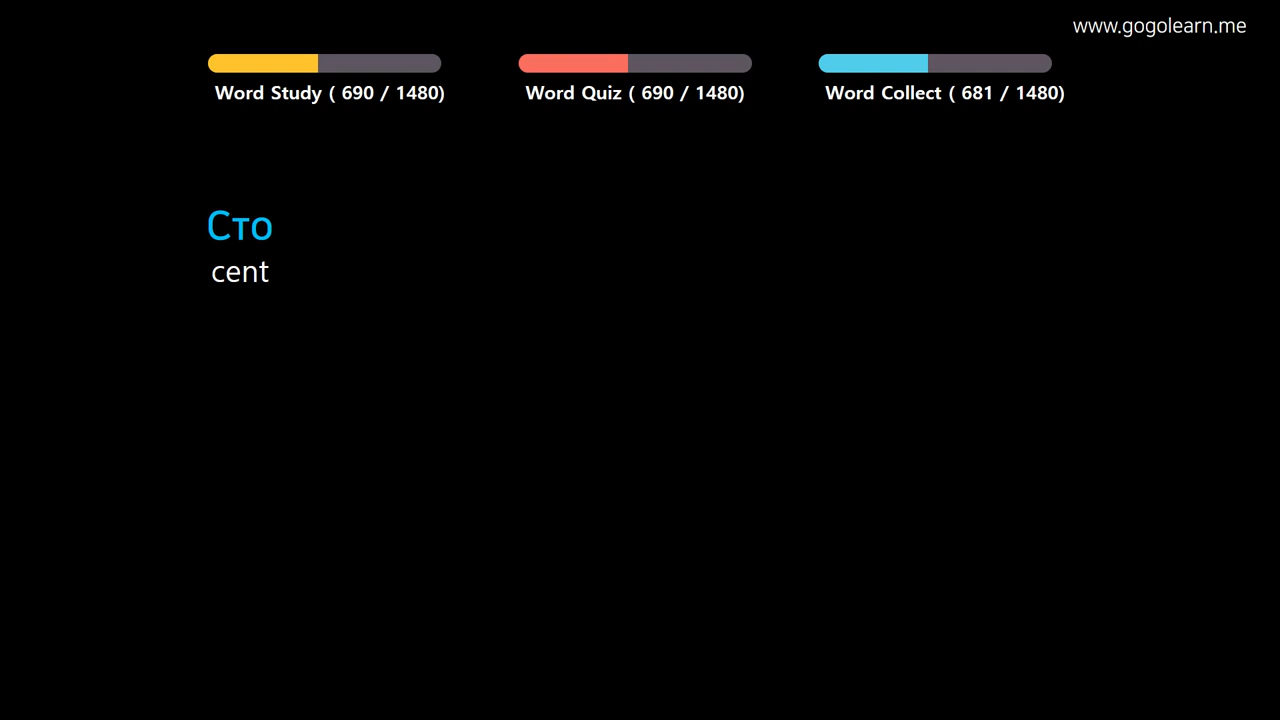 www.gogolearn.me
Word Study ( 690 / 1480)
Word Quiz ( 690 / 1480)
Word Collect ( 681 / 1480)
Сто
cent